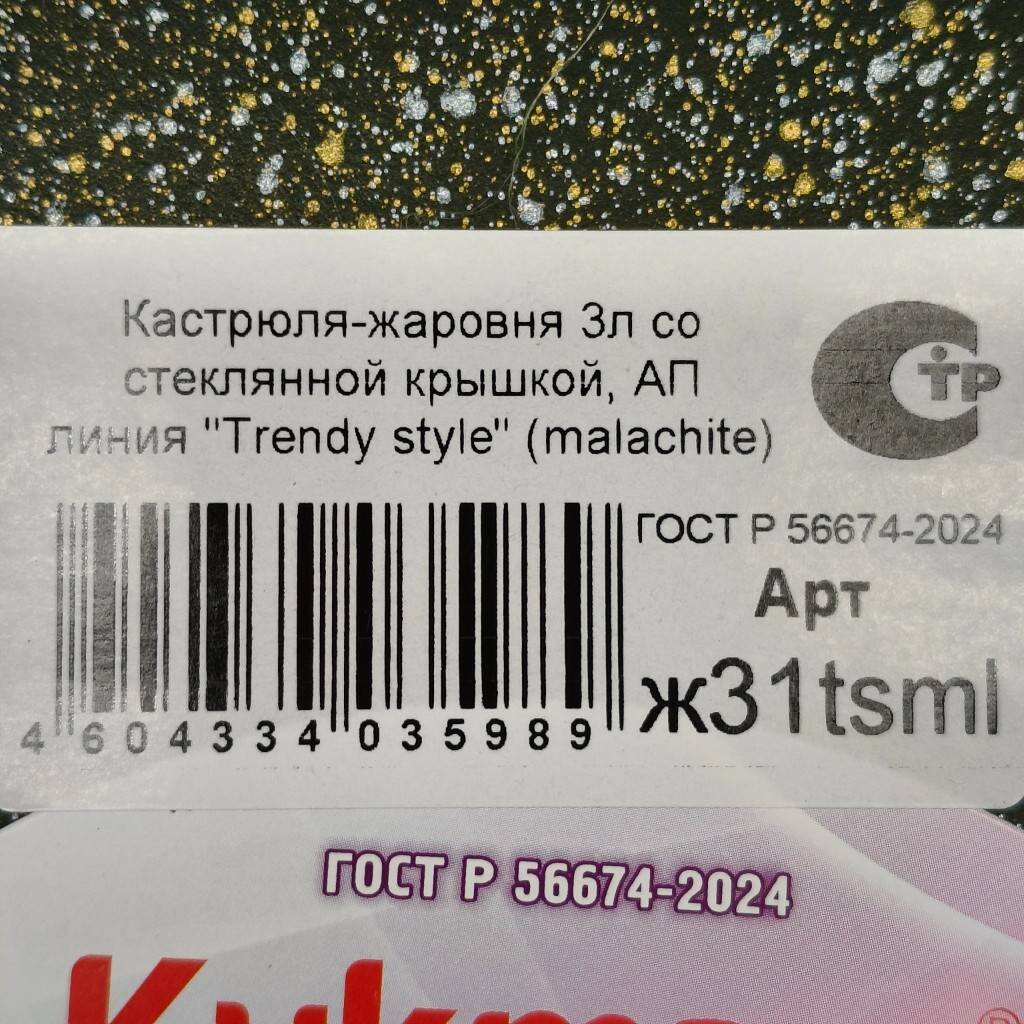 Кастрюля-жаровня 3л со
стеклянной крышкой, АП
линия "Trendy style" (malachite)
СТР
ГОСТ Р 56674-2024
Арт
ж31tsml
4 604334 035989
ГОСТ Р 56674-2024